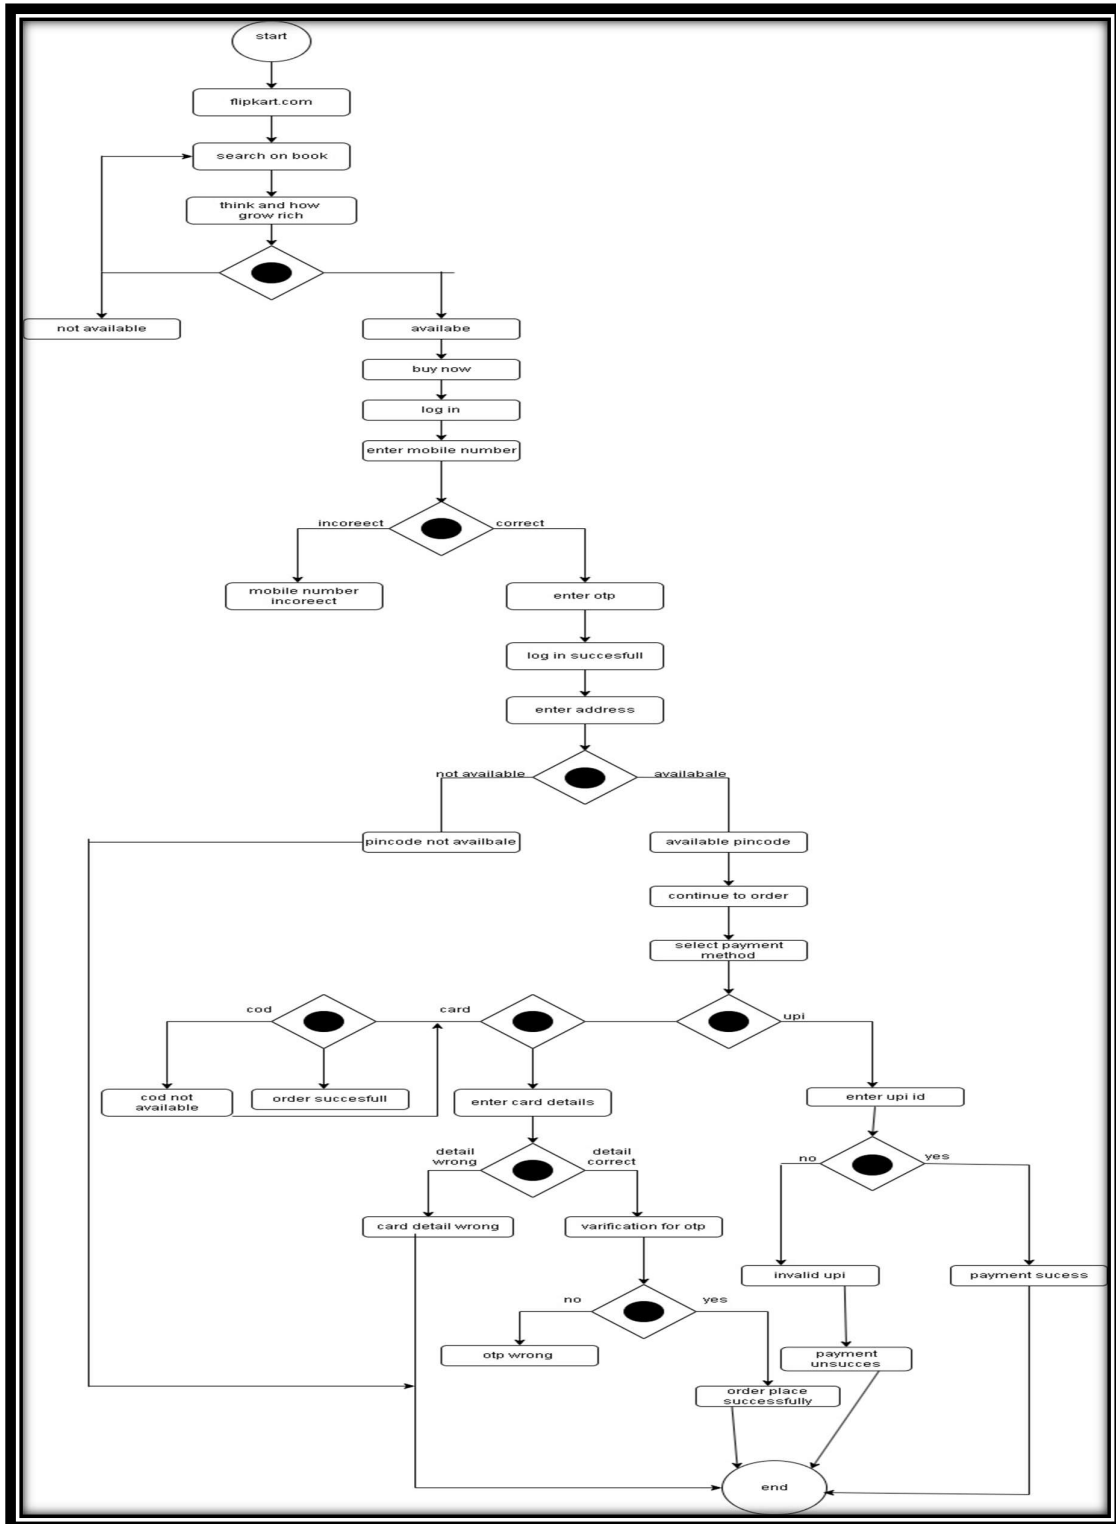 start
flipkart.com
search on book
think and how
grow rich
not available
availabe
buy now
log in
enter mobile number
incoreect
correct
mobile number
incoreect
enter otp
log in succesfull
enter address
not available
availabale
pincode not availbale
available pincode
continue to order
select payment
method
cod
card
upi
cod not
available
order succesfull
enter card details
enter upi id
detail
wrong
detail
correct
no
yes
card detail wrong
varification for otp
invalid upi
payment sucess
no
yes
otp wrong
payment
unsucces
order place
successfully
end